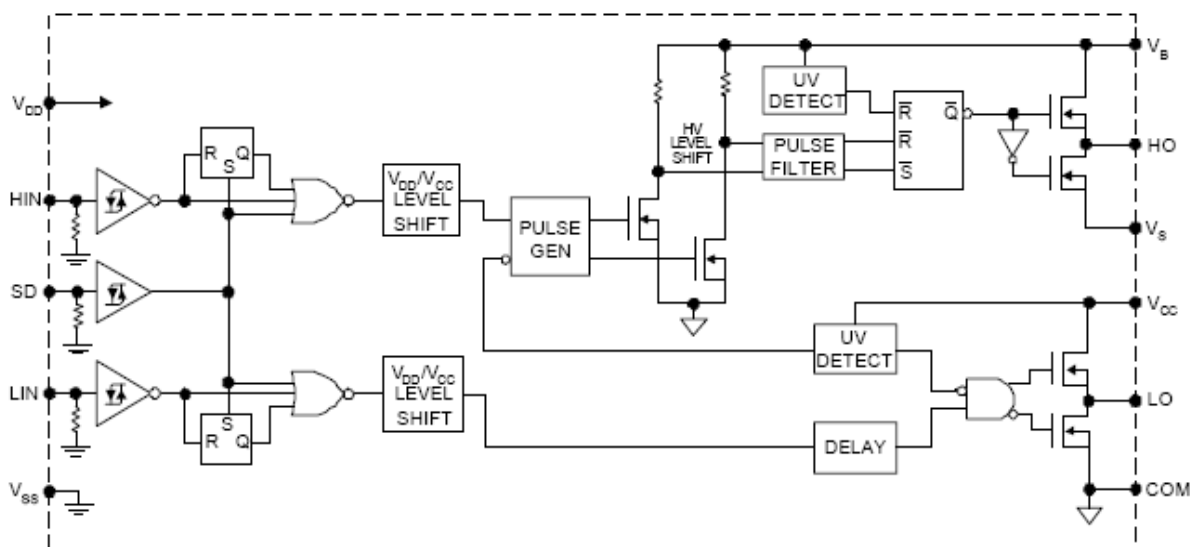 V_B
UV
DETECT
V_DD
R̅
Q̅
R Q
S
HV
LEVEL
SHIFT
PULSE
FILTER
R̅
S̅
HO
HIN
V_DD/V_CC
LEVEL
SHIFT
PULSE
GEN
V_S
SD
V_CC
UV
DETECT
LIN
V_DD/V_CC
LEVEL
SHIFT
LO
S
R Q
DELAY
V_SS
COM